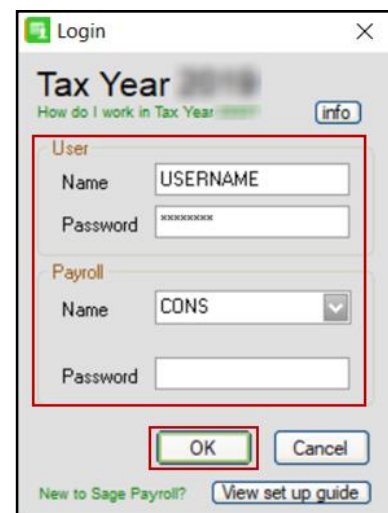 Login
Tax Year
How do I work in Tax Year
info
User
Name USERNAME
Password ********
Payroll
Name CONS
Password
OK Cancel
New to Sage Payroll? View set up guide